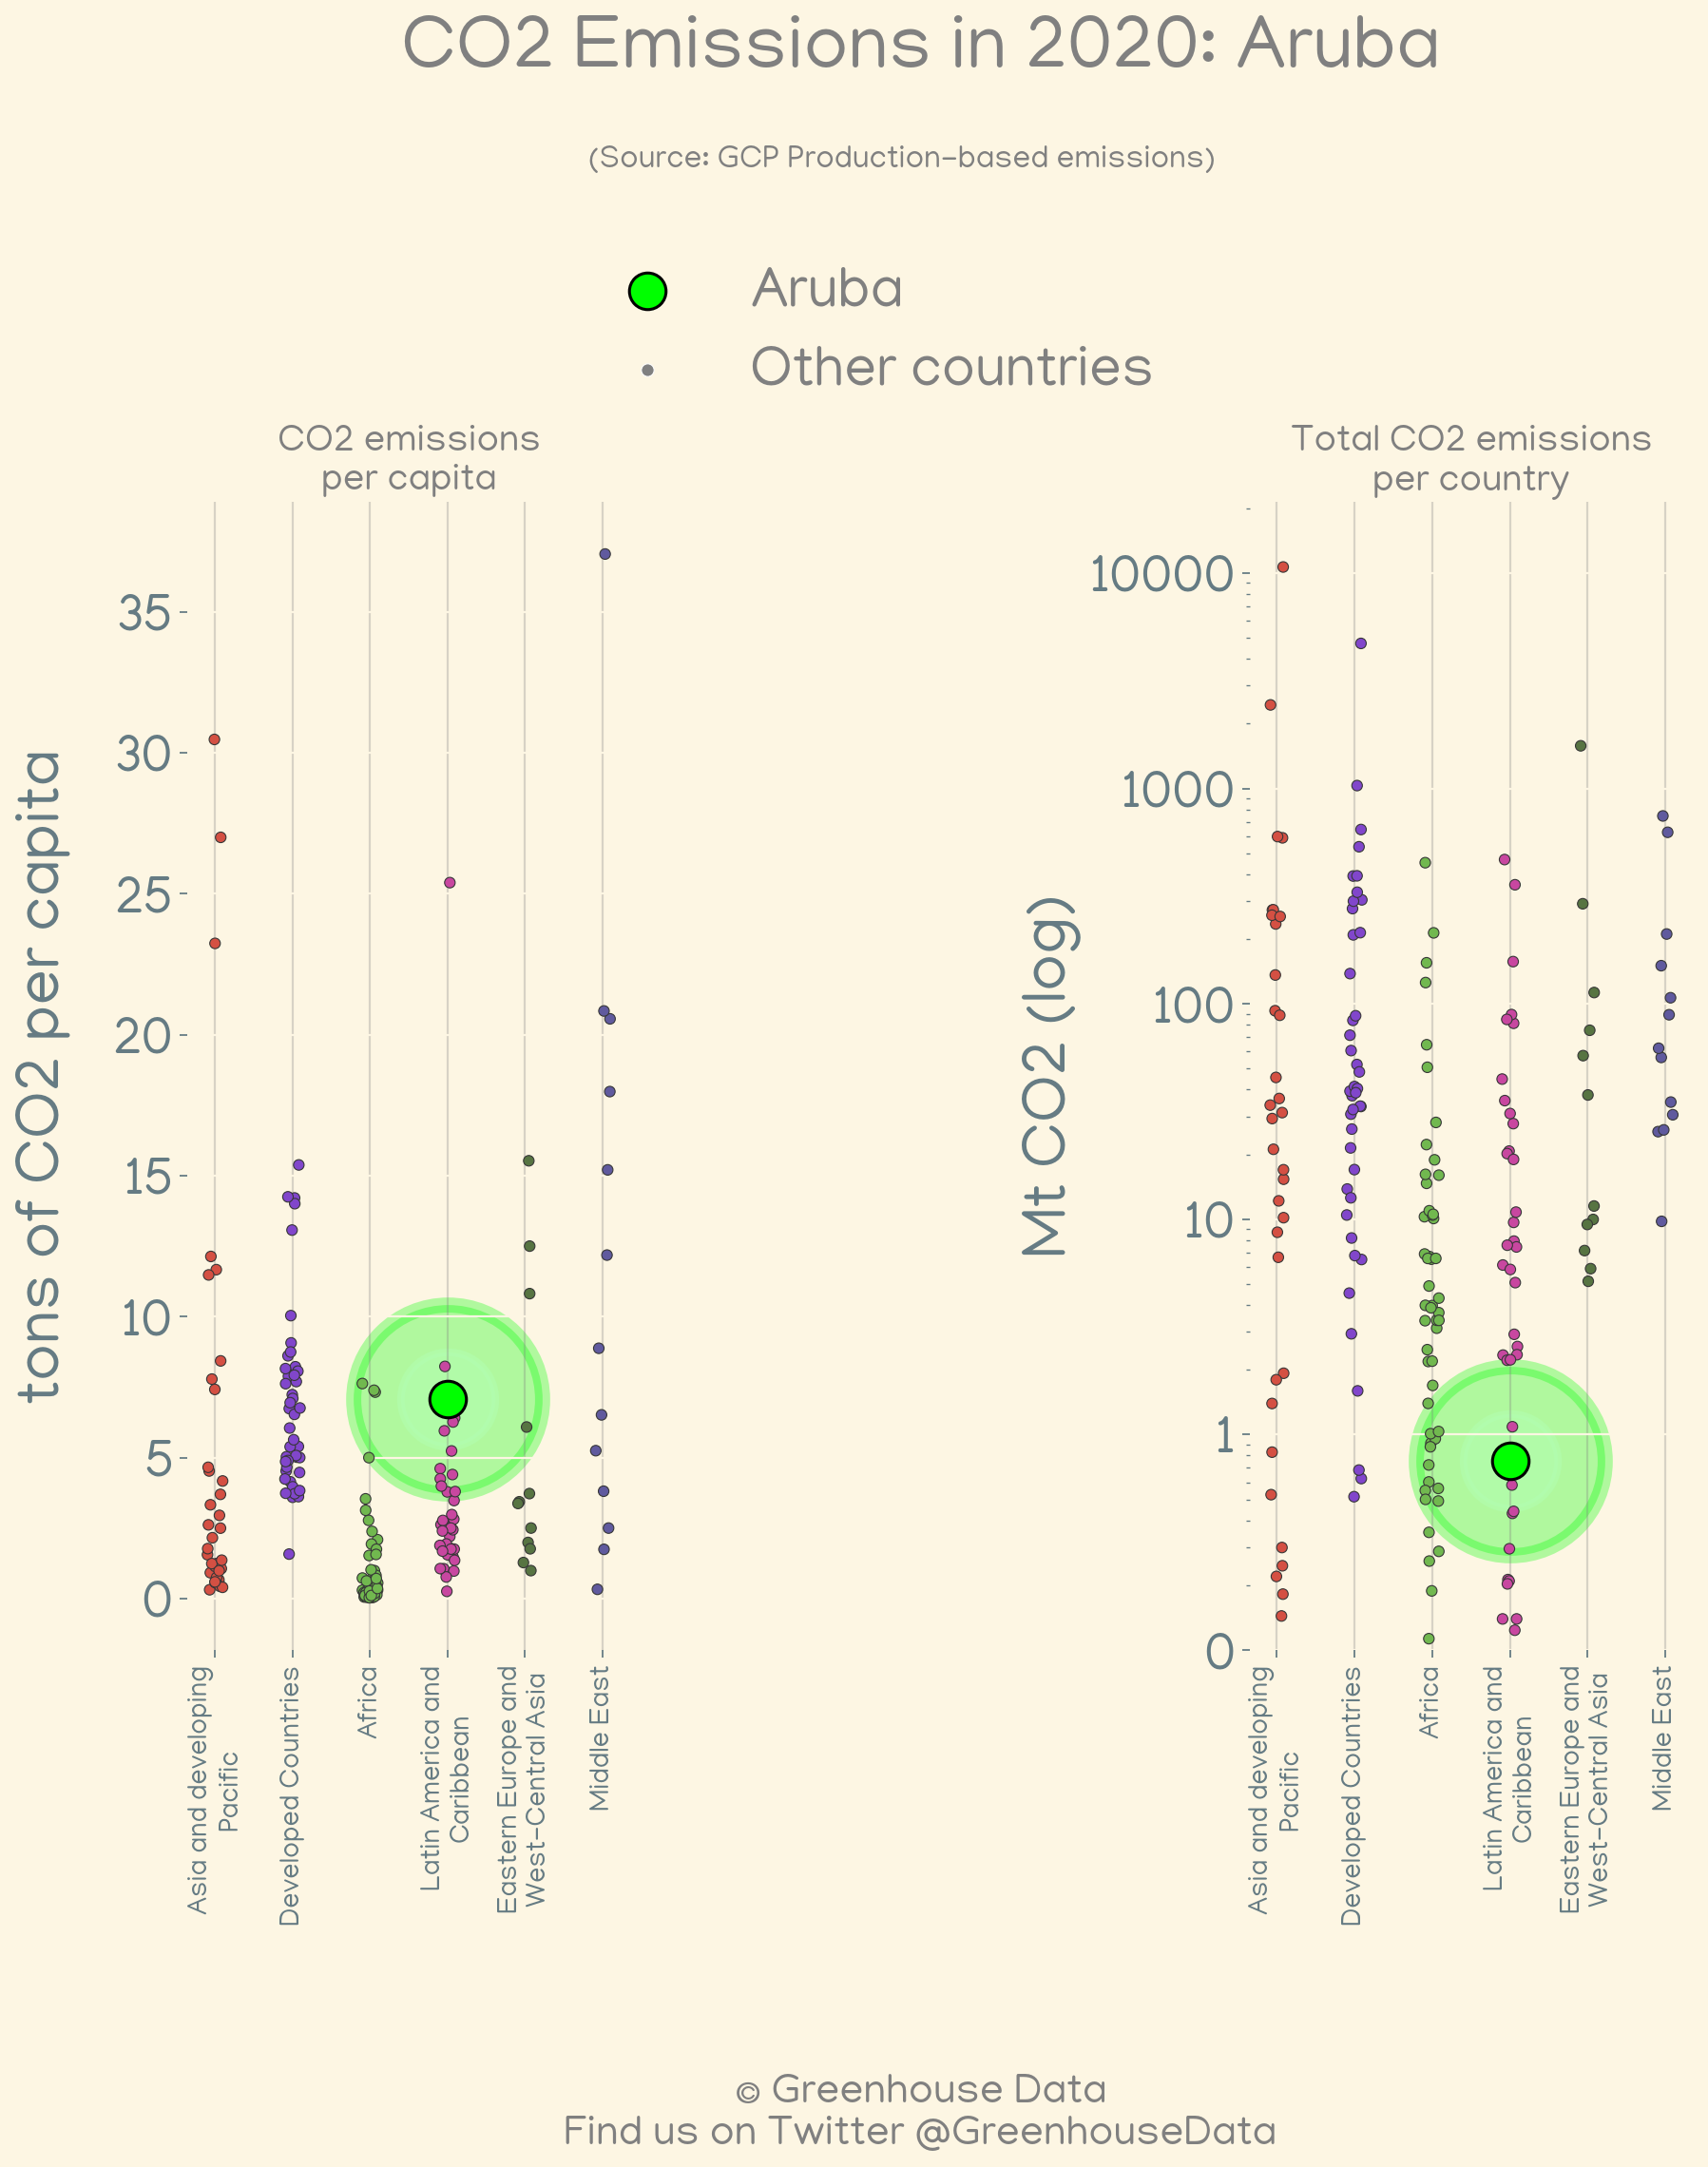 CO2 Emissions in 2020: Aruba
(Source: GCP Production-based emissions)
Aruba
Other countries
CO2 emissions
per capita
tons of CO2 per capita
35
30
25
20
15
10
5
0
Asia and developing
Pacific
Developed Countries
Africa
Latin America and
Caribbean
Eastern Europe and
West-Central Asia
Middle East
Total CO2 emissions
per country
Mt CO2 (log)
10000
1000
100
10
1
0
Asia and developing
Pacific
Developed Countries
Africa
Latin America and
Caribbean
Eastern Europe and
West-Central Asia
Middle East
© Greenhouse Data
Find us on Twitter @GreenhouseData